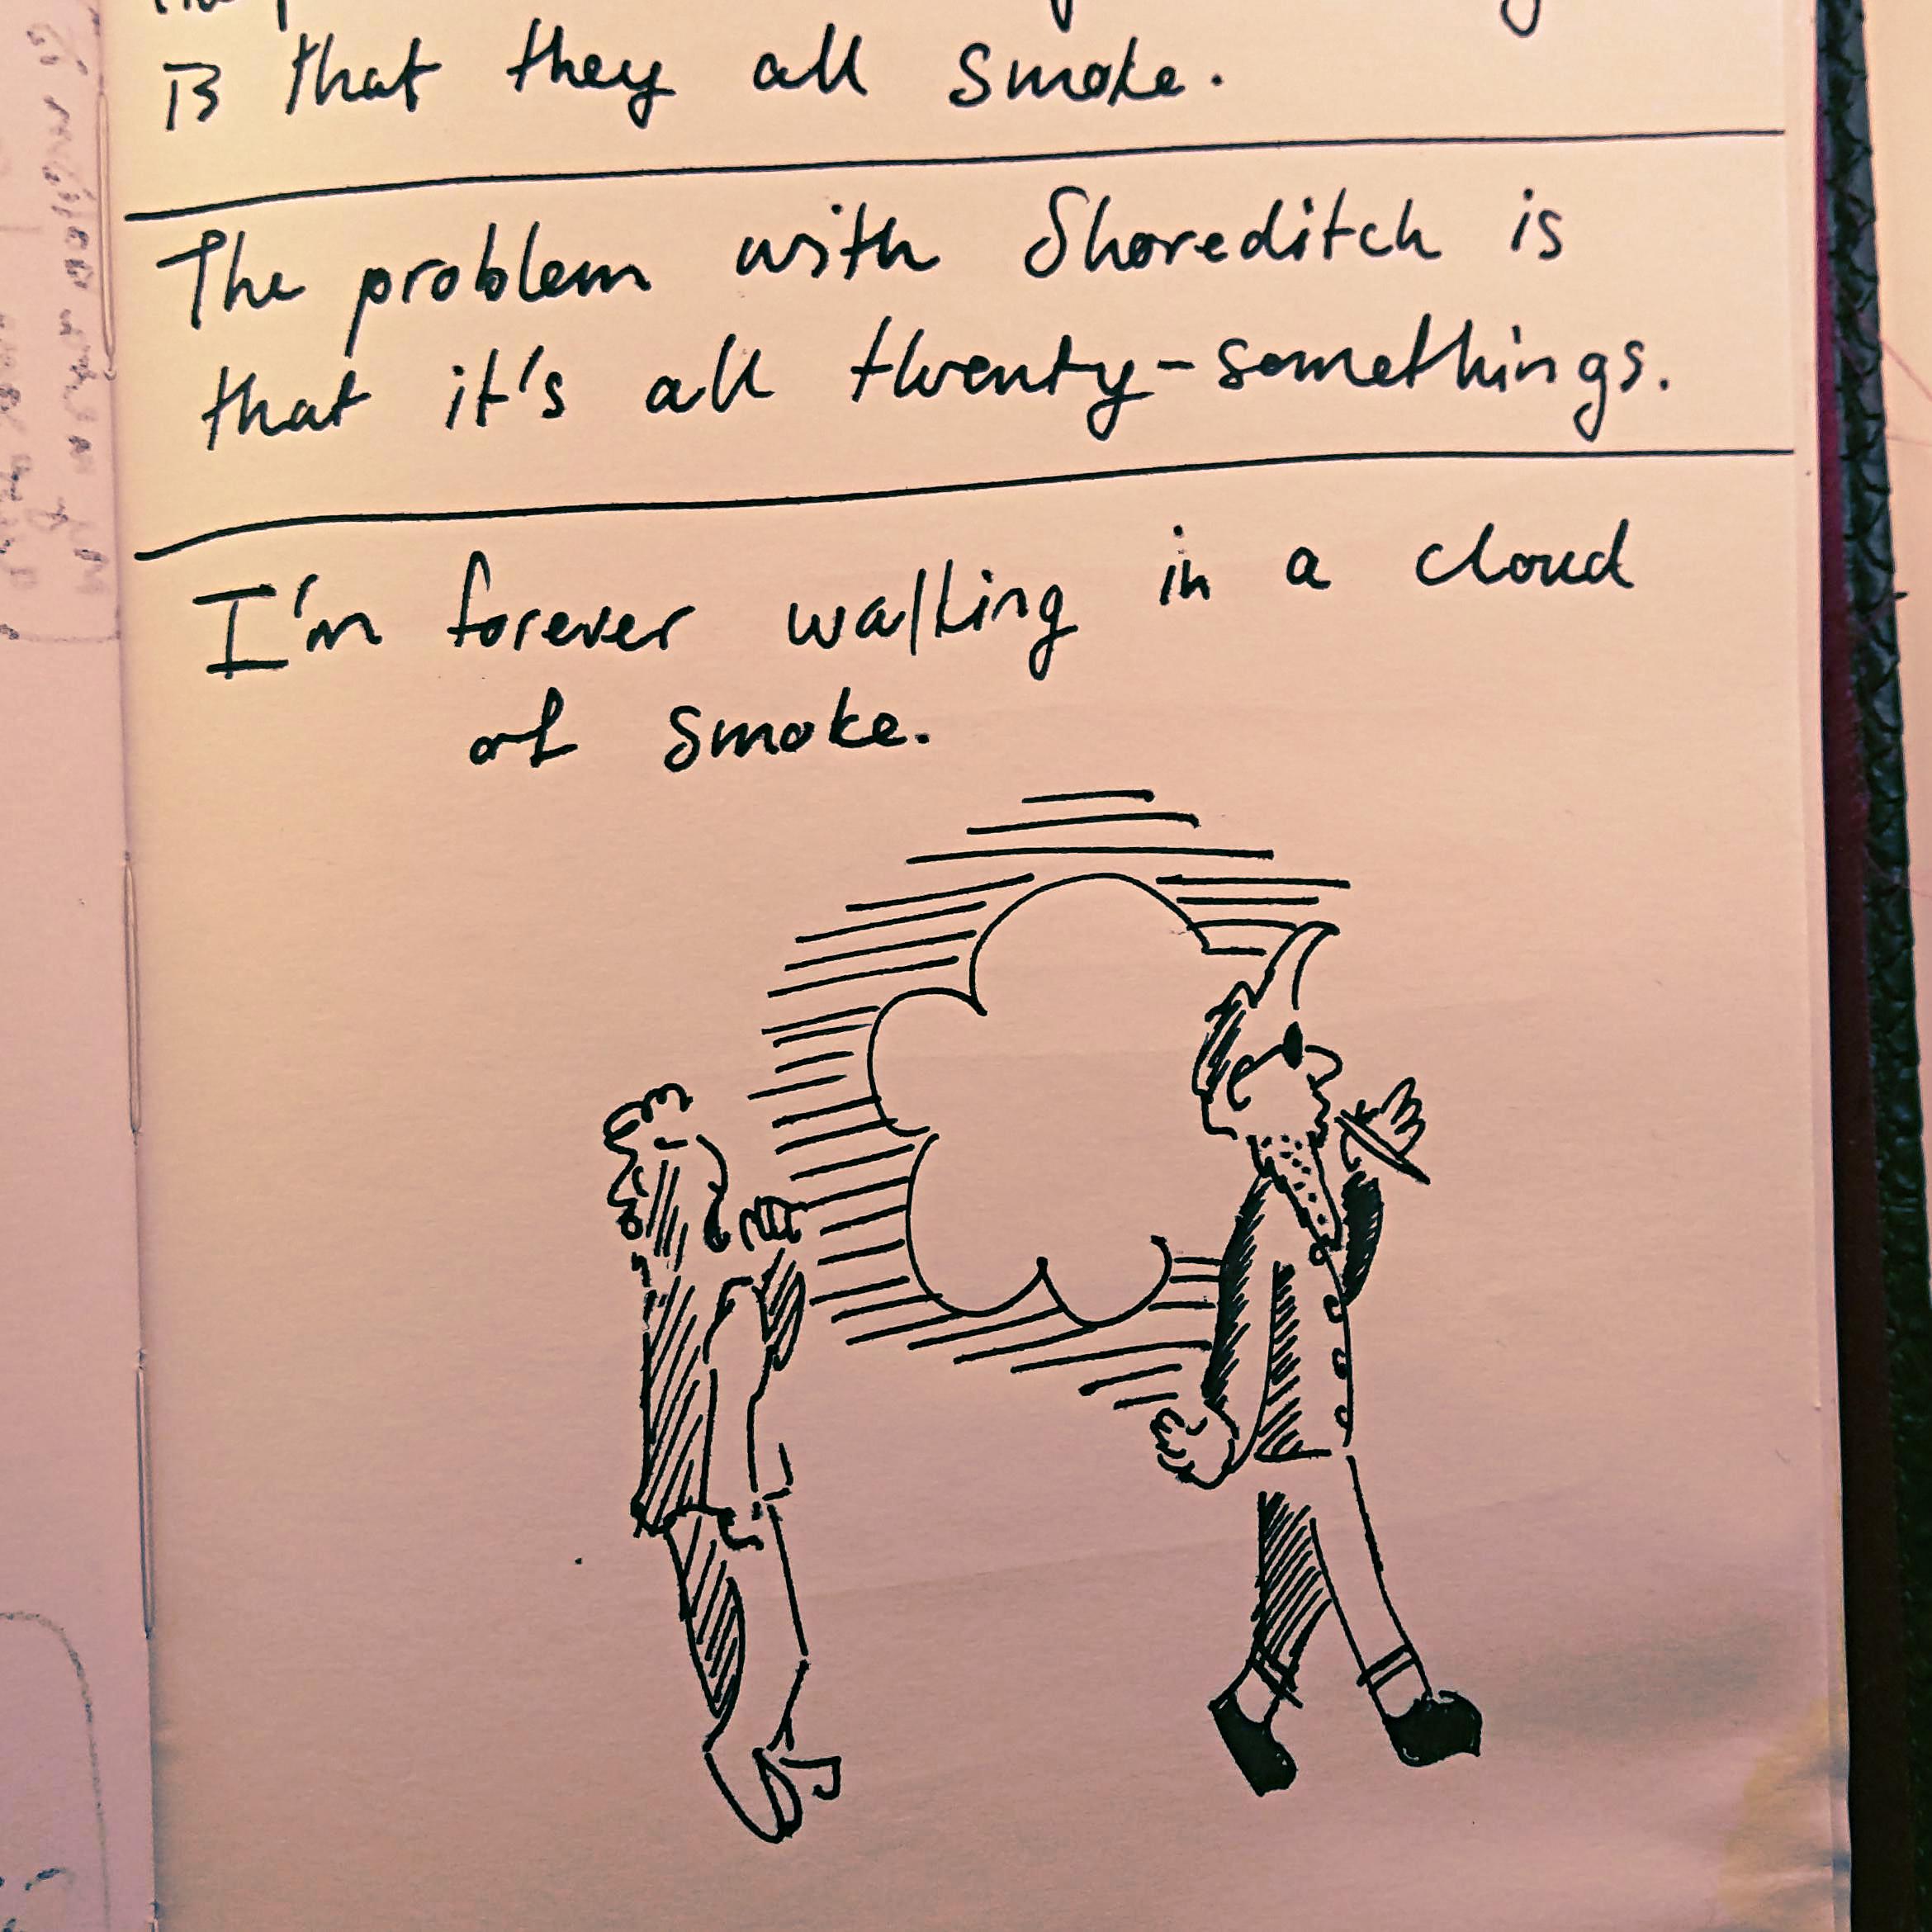 is that they all smoke.
The problem with Shoreditch is
that it's all twenty-somethings.
I'm forever walking in a cloud
of smoke.